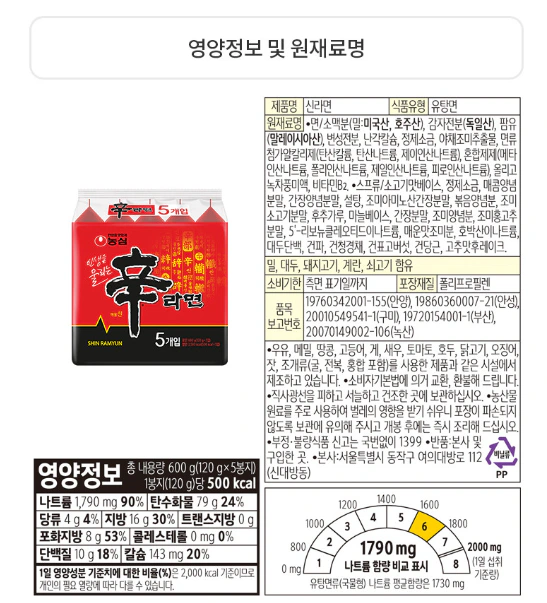 영양정보 및 원재료명
제품명 신라면 식품유형 유탕면
원재료명 •면/소맥분(밀:미국산, 호주산), 감자전분(독일산), 팜유
(말레이시아산), 변성전분, 난각칼슘, 정제소금, 야채조미추출물, 면류
첨가알칼리제(탄산칼륨, 탄산나트륨, 제이인산나트륨), 혼합제제(메타
인산나트륨, 폴리인산나트륨, 제일인산나트륨, 피로인산나트륨), 올리고
녹차풍미액, 비타민B₂. •스프류/소고기맛베이스, 정제소금, 매콤양념
분말, 간장양념분말, 설탕, 조미아미노산간장분말, 볶음양념분, 조미
소고기분말, 후추가루, 마늘베이스, 간장분말, 조미양념분, 조미홍고추
분말, 5'-리보뉴클레오티드이나트륨, 매운맛조미분, 호박산이나트륨,
대두단백, 건파, 건청경채, 건표고버섯, 건당근, 고추맛후레이크.
밀, 대두, 돼지고기, 계란, 쇠고기 함유
소비기한 측면 표기일까지 포장재질 폴리프로필렌
품목
보고번호
19760342001-155(안양), 19860360007-21(안성),
20010549541-1(구미), 19720154001-1(부산),
20070149002-106(녹산)
•우유, 메밀, 땅콩, 고등어, 게, 새우, 토마토, 호두, 닭고기, 오징어,
잣, 조개류(굴, 전복, 홍합 포함)를 사용한 제품과 같은 시설에서
제조하고 있습니다. •소비자기본법에 의거 교환, 환불해 드립니다.
•직사광선을 피하고 서늘하고 건조한 곳에 보관하십시오. •농산물
원료를 주로 사용하여 벌레의 영향을 받기 쉬우니 포장이 파손되지
않도록 보관에 유의해 주시고 개봉 후에는 즉시 조리해 드십시오.
•부정·불량식품 신고는 국번없이 1399 •반품:본사 및
구입한 곳. •본사:서울특별시 동작구 여의대방로 112
(신대방동)
비닐류
PP
辛라면 5개입
농심
인생을
울리는
辛
라면
SHIN RAMYUN
5개입
영양정보 총 내용량 600 g(120 g×5봉지)
1봉지(120 g)당 500 kcal
나트륨 1,790 mg 90% 탄수화물 79 g 24%
당류 4 g 4% 지방 16 g 30% 트랜스지방 0 g
포화지방 8 g 53% 콜레스테롤 0 mg 0%
단백질 10 g 18% 칼슘 143 mg 20%
1일 영양성분 기준치에 대한 비율(%)은 2,000 kcal 기준이므로
개인의 필요 열량에 따라 다를 수 있습니다.
0 mg 800 1000 1200 1400 1600 1800 2000 mg
(1일 섭취
기준량)
1 2 3 4 5 6 7 8
1790 mg
나트륨 함량 비교 표시
유탕면류(국물형) 나트륨 평균함량은 1730 mg